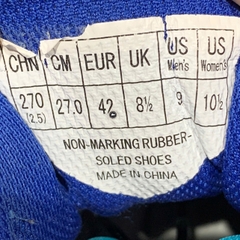 CHN CM EUR UK US Men's US Women's
270 (2.5) 27.0 42 8½ 9 10½
NON-MARKING RUBBER-
SOLED SHOES
MADE IN CHINA